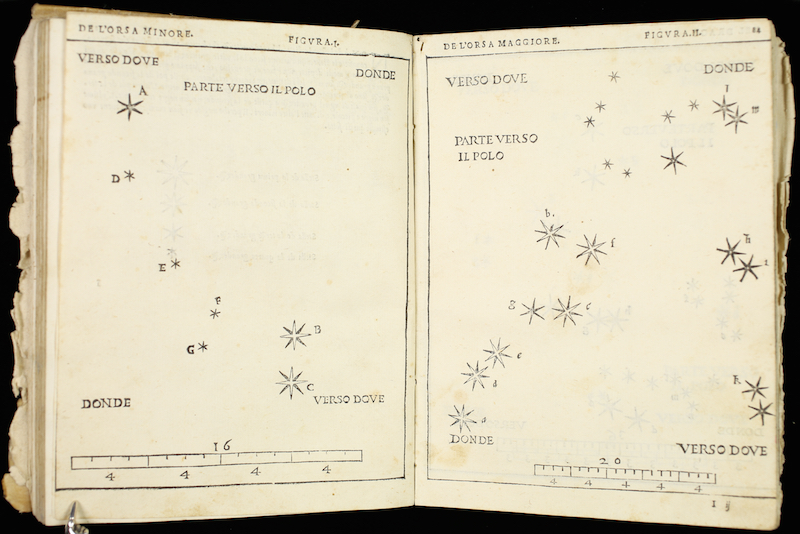 DE L'ORSA MINORE. FIGVRA.I.
VERSO DOVE
DONDE
PARTE VERSO IL POLO
A
D
E
F
G
B
C
DONDE
VERSO DOVE
16
4 4 4 4
DE L'ORSA MAGGIORE. FIGVRA.II. 84
VERSO DOVE
DONDE
l
m
PARTE VERSO
IL POLO
b.
f
h
i
g
c
e
d
k
a
DONDE
VERSO DOVE
20
4 4 4 4 4